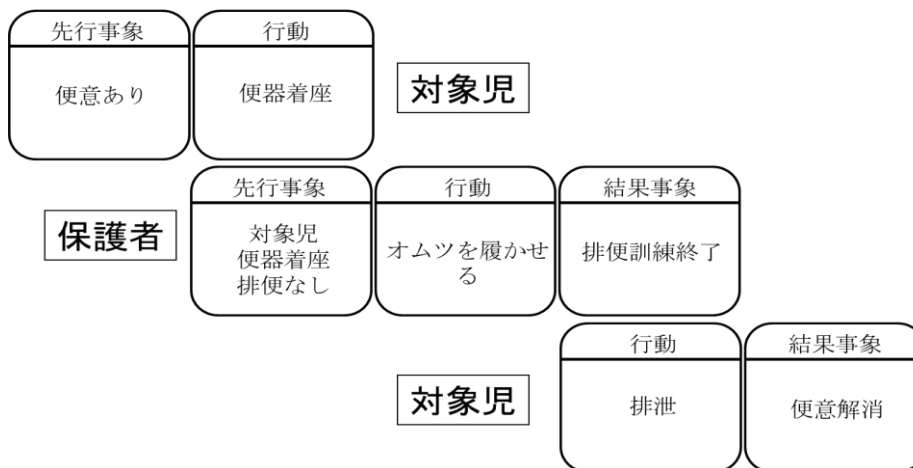 先行事象
行動
便意あり
便器着座
対象児
先行事象
行動
結果事象
保護者
対象児
便器着座
排便なし
オムツを履かせ
る
排便訓練終了
行動
結果事象
対象児
排泄
便意解消